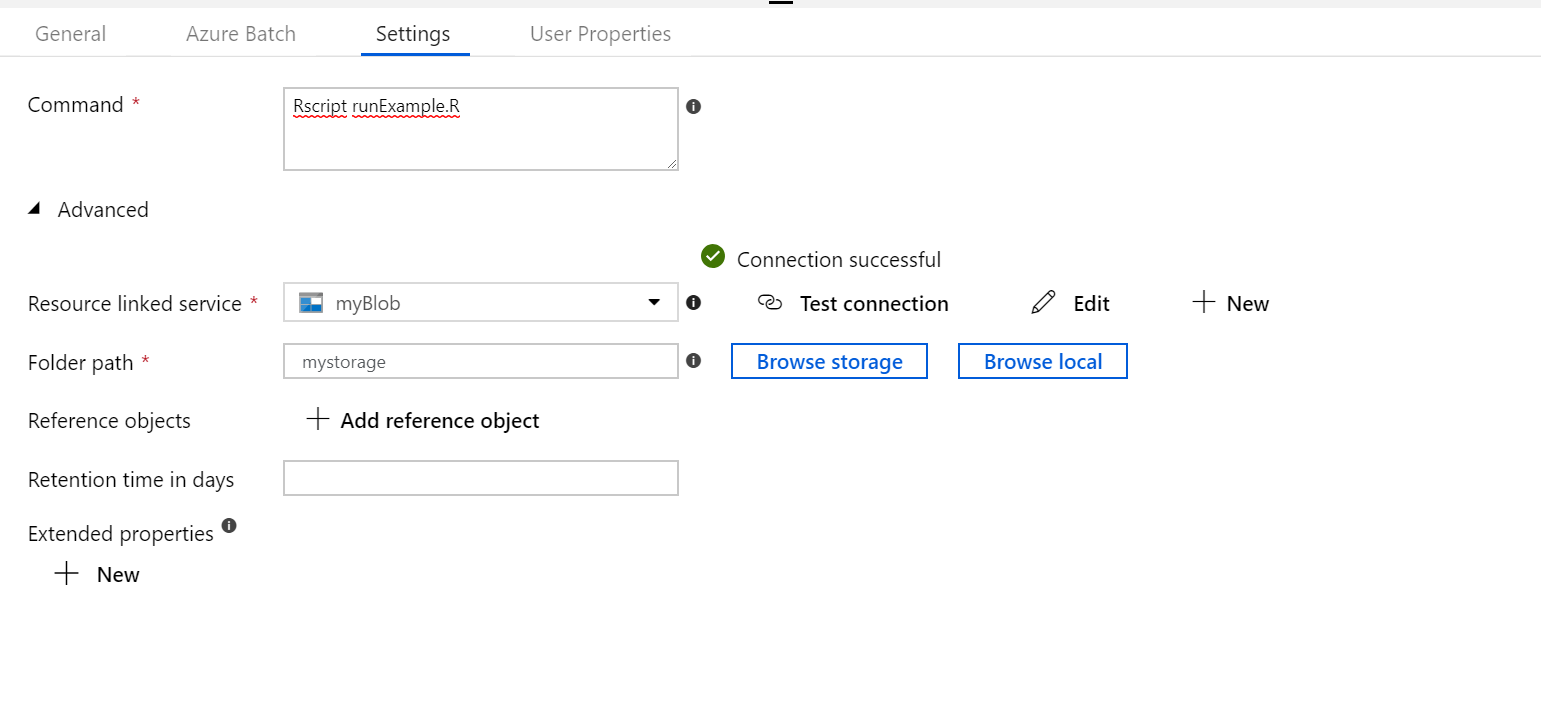 General Azure Batch Settings User Properties
Command *
Rscript runExample.R
Advanced
Connection successful
Resource linked service * myBlob Test connection Edit New
Folder path * mystorage Browse storage Browse local
Reference objects Add reference object
Retention time in days
Extended properties
New